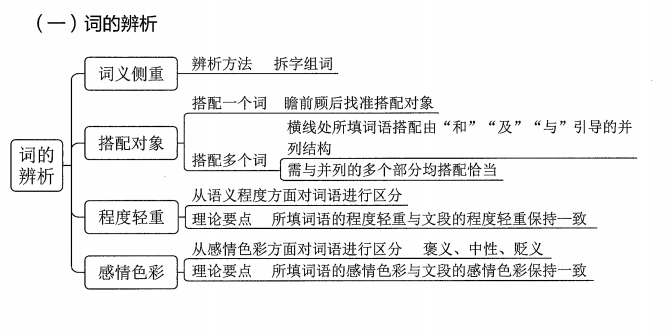 （一）词的辨析
词的
辨析
词义侧重
辨析方法 拆字组词
搭配对象
搭配一个词 瞻前顾后找准搭配对象
搭配多个词
横线处所填词语搭配由“和”“及”“与”引导的并
列结构
需与并列的多个部分均搭配恰当
程度轻重
从语义程度方面对词语进行区分
理论要点 所填词语的程度轻重与文段的程度轻重保持一致
感情色彩
从感情色彩方面对词语进行区分 褒义、中性、贬义
理论要点 所填词语的感情色彩与文段的感情色彩保持一致